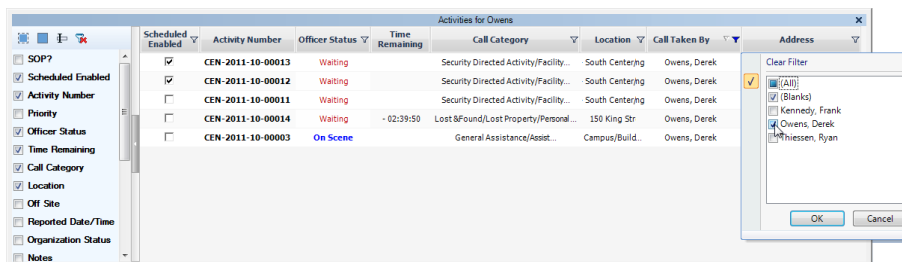 Activities for Owens
Scheduled Enabled Activity Number Officer Status Time Remaining Call Category Location Call Taken By Address
SOP?
Scheduled Enabled
Activity Number
Priority
Officer Status
Time Remaining
Call Category
Location
Off Site
Reported Date/Time
Organization Status
Notes
CEN-2011-10-00013 Waiting Security Directed Activity/Facility... South Center/ng Owens, Derek
CEN-2011-10-00012 Waiting Security Directed Activity/Facility... South Center/ng Owens, Derek
CEN-2011-10-00011 Waiting Security Directed Activity/Facility... South Center/ng Owens, Derek
CEN-2011-10-00014 Waiting - 02:39:50 Lost &Found/Lost Property/Personal... 150 King Str Owens, Derek
CEN-2011-10-00003 On Scene General Assistance/Assist... Campus/Build... Owens, Derek
Clear Filter
(All)
(Blanks)
Kennedy, Frank
Owens, Derek
Thiessen, Ryan
OK Cancel